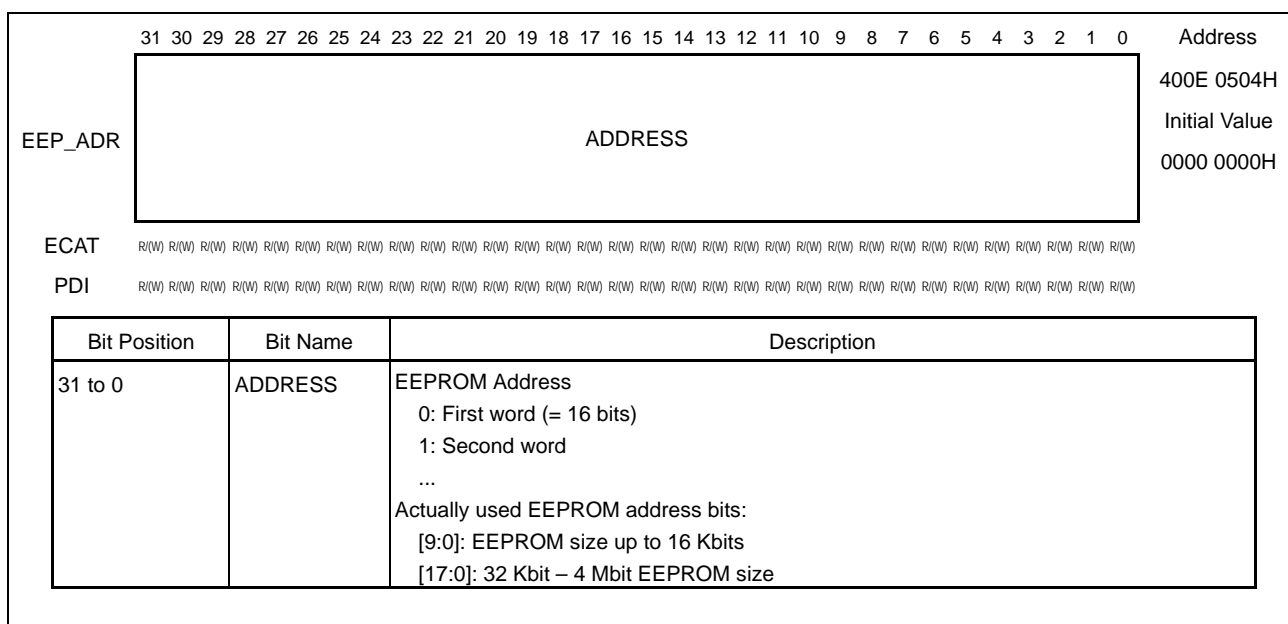 31 30 29 28 27 26 25 24 23 22 21 20 19 18 17 16 15 14 13 12 11 10 9 8 7 6 5 4 3 2 1 0 Address
400E 0504H
EEP_ADR ADDRESS Initial Value
0000 0000H
ECAT R/(W) R/(W) R/(W) R/(W) R/(W) R/(W) R/(W) R/(W) R/(W) R/(W) R/(W) R/(W) R/(W) R/(W) R/(W) R/(W) R/(W) R/(W) R/(W) R/(W) R/(W) R/(W) R/(W) R/(W) R/(W) R/(W) R/(W) R/(W) R/(W) R/(W) R/(W) R/(W)
PDI R/(W) R/(W) R/(W) R/(W) R/(W) R/(W) R/(W) R/(W) R/(W) R/(W) R/(W) R/(W) R/(W) R/(W) R/(W) R/(W) R/(W) R/(W) R/(W) R/(W) R/(W) R/(W) R/(W) R/(W) R/(W) R/(W) R/(W) R/(W) R/(W) R/(W) R/(W) R/(W)
Bit Position Bit Name Description
31 to 0 ADDRESS EEPROM Address
0: First word (= 16 bits)
1: Second word
...
Actually used EEPROM address bits:
[9:0]: EEPROM size up to 16 Kbits
[17:0]: 32 Kbit – 4 Mbit EEPROM size